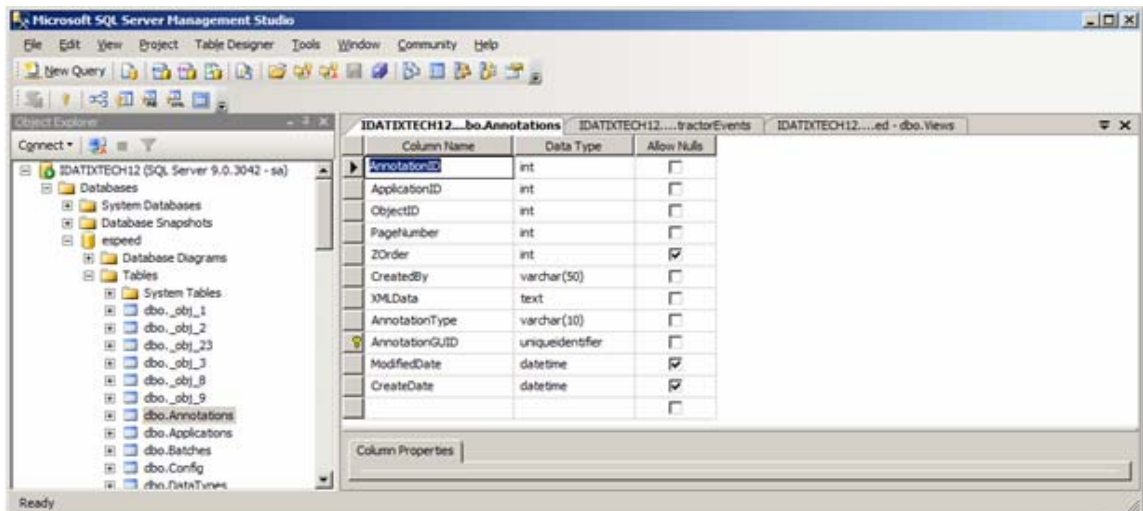 Microsoft SQL Server Management Studio
File Edit View Project Table Designer Tools Window Community Help
New Query
Object Explorer
Connect
IDATIXTECH12 (SQL Server 9.0.3042 - sa)
Databases
System Databases
Database Snapshots
espeed
Database Diagrams
Tables
System Tables
dbo._obj_1
dbo._obj_2
dbo._obj_23
dbo._obj_3
dbo._obj_8
dbo._obj_9
dbo.Annotations
dbo.Applications
dbo.Batches
dbo.Config
dbo.DataTypes
IDATIXTECH12....bo.Annotations IDATIXTECH12....tractorEvents IDATIXTECH12....ed - dbo.Views
Column Name Data Type Allow Nulls
AnnotationID int
ApplicationID int
ObjectID int
PageNumber int
ZOrder int
CreatedBy varchar(50)
XMLData text
AnnotationType varchar(10)
AnnotationGUID uniqueidentifier
ModifiedDate datetime
CreateDate datetime
Column Properties
Ready